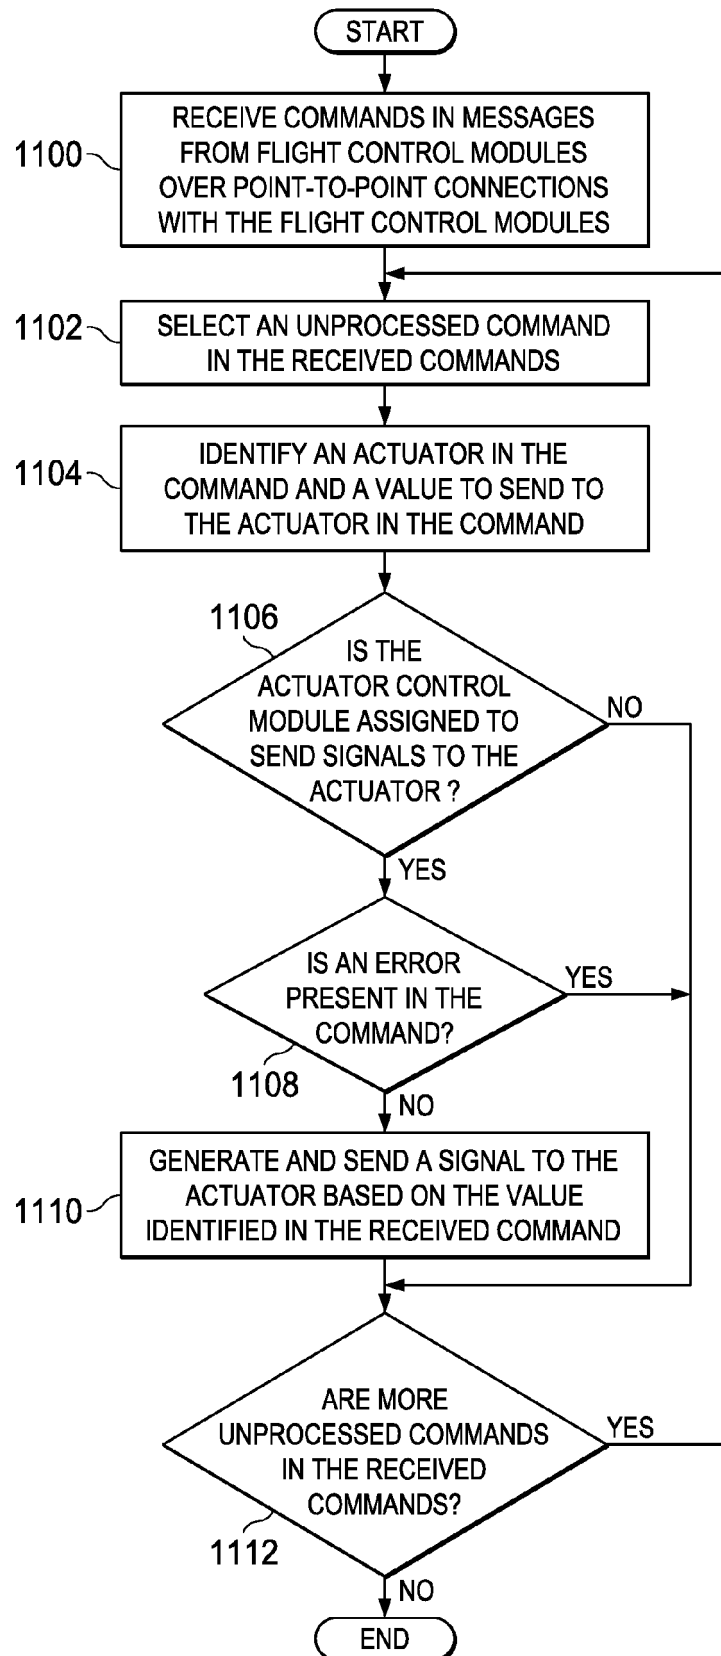 START
1100
RECEIVE COMMANDS IN MESSAGES
FROM FLIGHT CONTROL MODULES
OVER POINT-TO-POINT CONNECTIONS
WITH THE FLIGHT CONTROL MODULES
1102
SELECT AN UNPROCESSED COMMAND
IN THE RECEIVED COMMANDS
1104
IDENTIFY AN ACTUATOR IN THE
COMMAND AND A VALUE TO SEND TO
THE ACTUATOR IN THE COMMAND
1106
IS THE
ACTUATOR CONTROL
MODULE ASSIGNED TO
SEND SIGNALS TO THE
ACTUATOR ?
NO
YES
IS AN ERROR
PRESENT IN THE
COMMAND?
YES
1108
NO
1110
GENERATE AND SEND A SIGNAL TO THE
ACTUATOR BASED ON THE VALUE
IDENTIFIED IN THE RECEIVED COMMAND
ARE MORE
UNPROCESSED COMMANDS
IN THE RECEIVED
COMMANDS?
YES
1112
NO
END